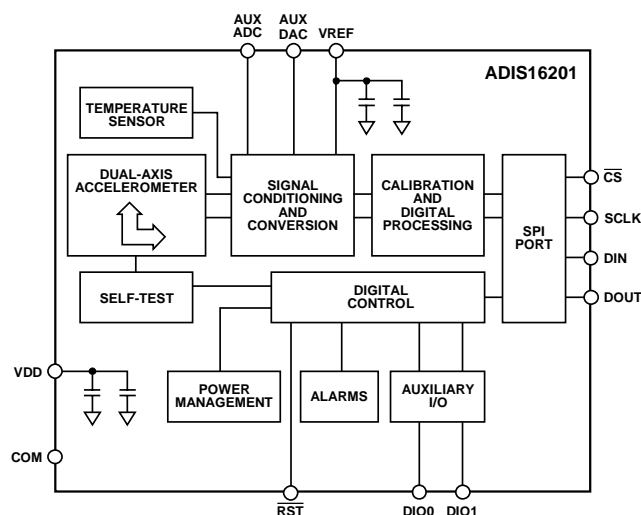 AUX
ADC
AUX
DAC
VREF
ADIS16201
TEMPERATURE
SENSOR
DUAL-AXIS
ACCELEROMETER
SIGNAL
CONDITIONING
AND
CONVERSION
CALIBRATION
AND
DIGITAL
PROCESSING
SPI
PORT
CS
SCLK
DIN
DOUT
SELF-TEST
DIGITAL
CONTROL
VDD
POWER
MANAGEMENT
ALARMS
AUXILIARY
I/O
COM
RST
DIO0
DIO1